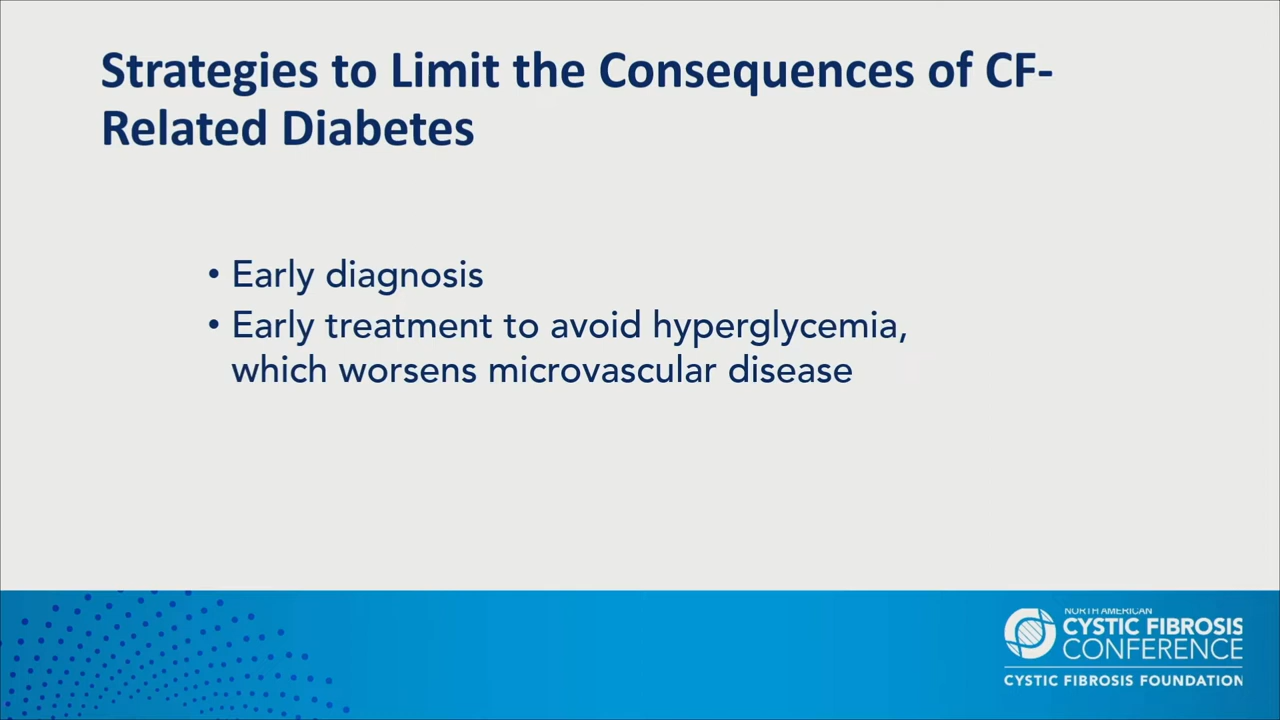 Strategies to Limit the Consequences of CF-
Related Diabetes
• Early diagnosis
• Early treatment to avoid hyperglycemia,
which worsens microvascular disease
NORTH AMERICAN
CYSTIC FIBROSIS
CONFERENCE
CYSTIC FIBROSIS FOUNDATION